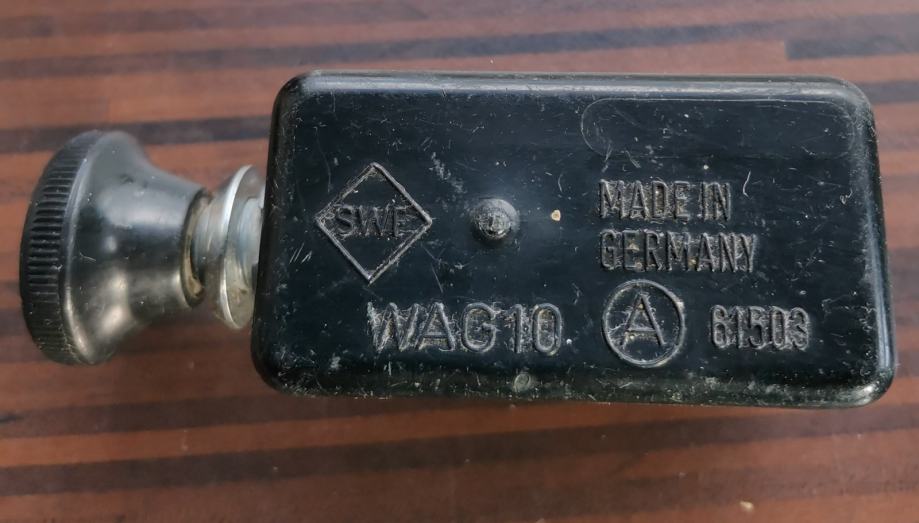 SWF
MADE IN
GERMANY
WAG10
A
61503